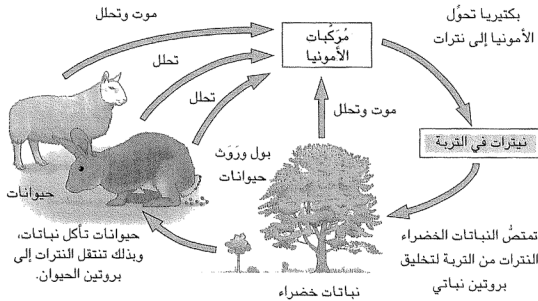 موت وتحلل
مُركَّبات
الأمونيا
بكتيريا تحوِّل
الأمونيا إلى نترات
تحلل
تحلل
موت وتحلل
نيترات في التربة
بول ورَوَث
حيوانات
حيوانات
تمتصُّ النباتات الخضراء
النترات من التربة لتخليق
بروتين نباتي
حيوانات تأكل نباتات،
وبذلك تنتقل النترات إلى
بروتين الحيوان.
نباتات خضراء